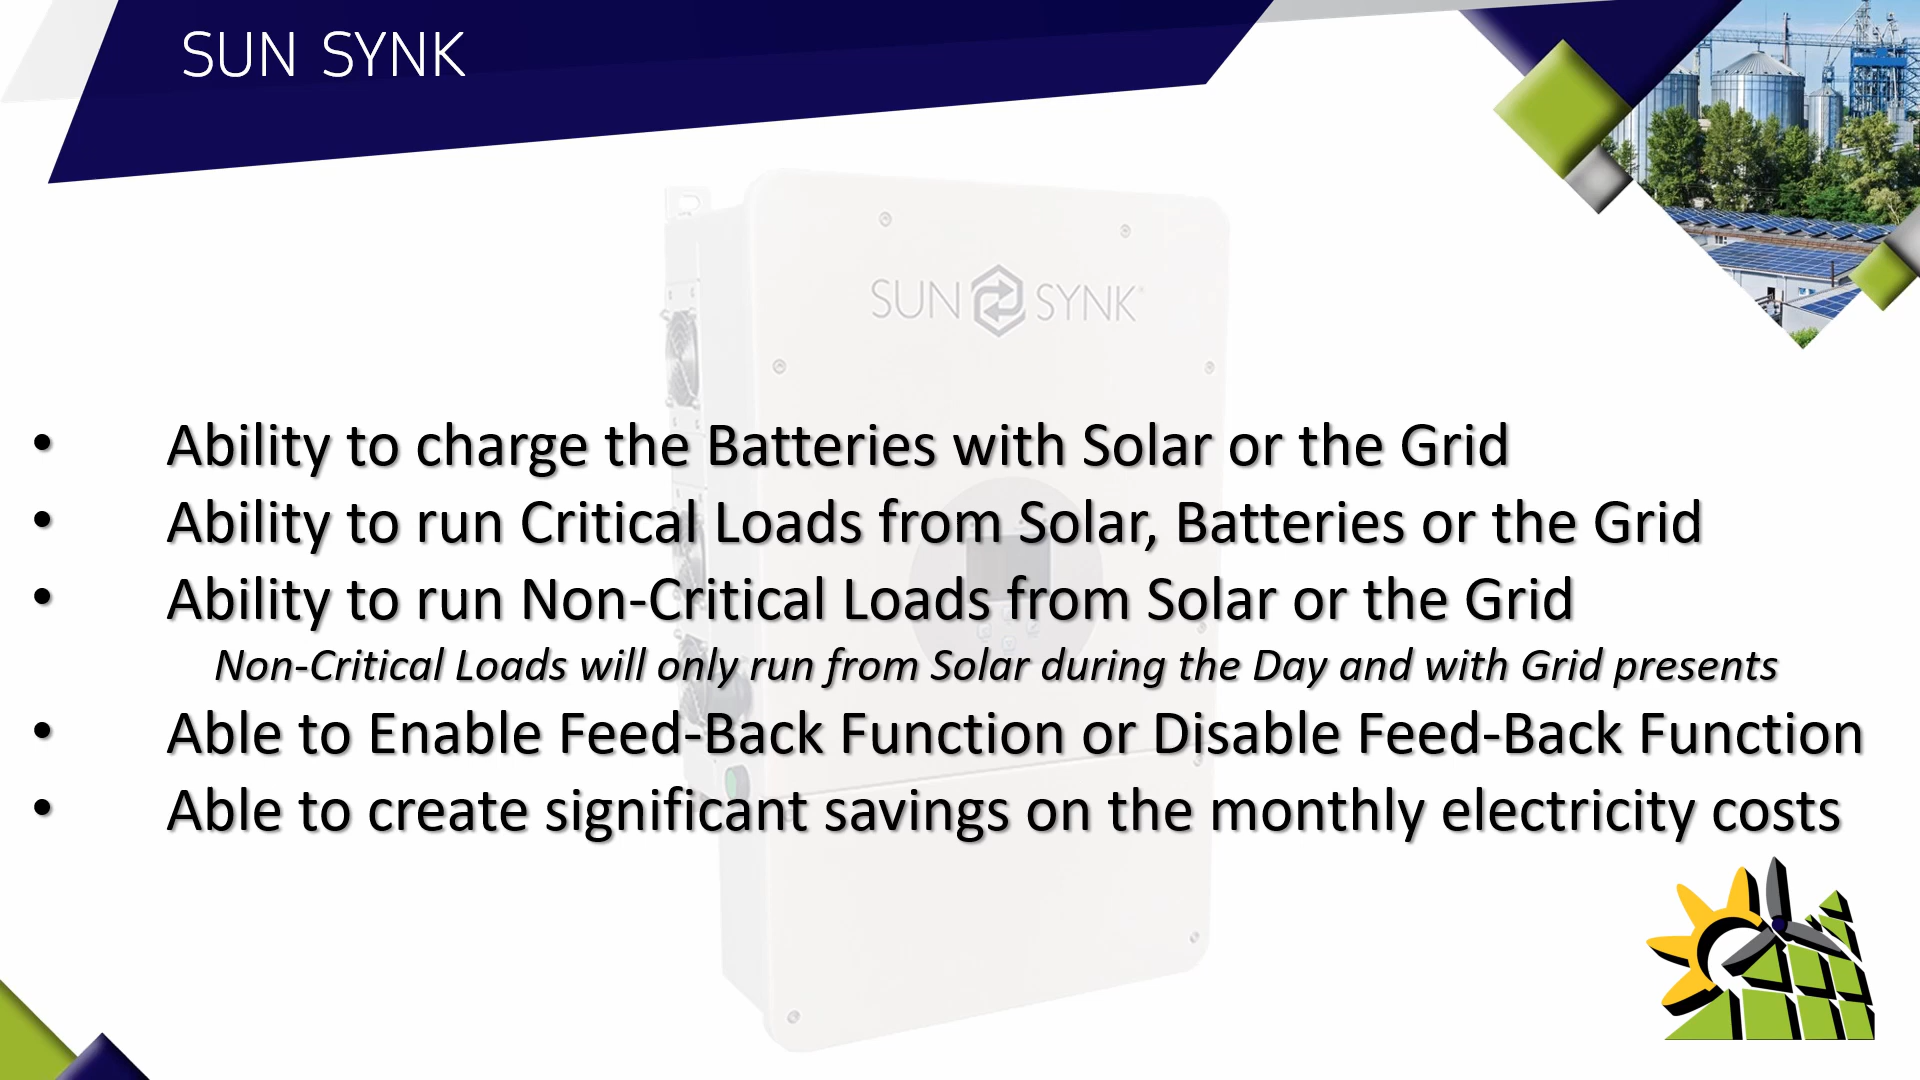 SUN SYNK
SUN SYNK
• Ability to charge the Batteries with Solar or the Grid
• Ability to run Critical Loads from Solar, Batteries or the Grid
• Ability to run Non-Critical Loads from Solar or the Grid
Non-Critical Loads will only run from Solar during the Day and with Grid presents
• Able to Enable Feed-Back Function or Disable Feed-Back Function
• Able to create significant savings on the monthly electricity costs